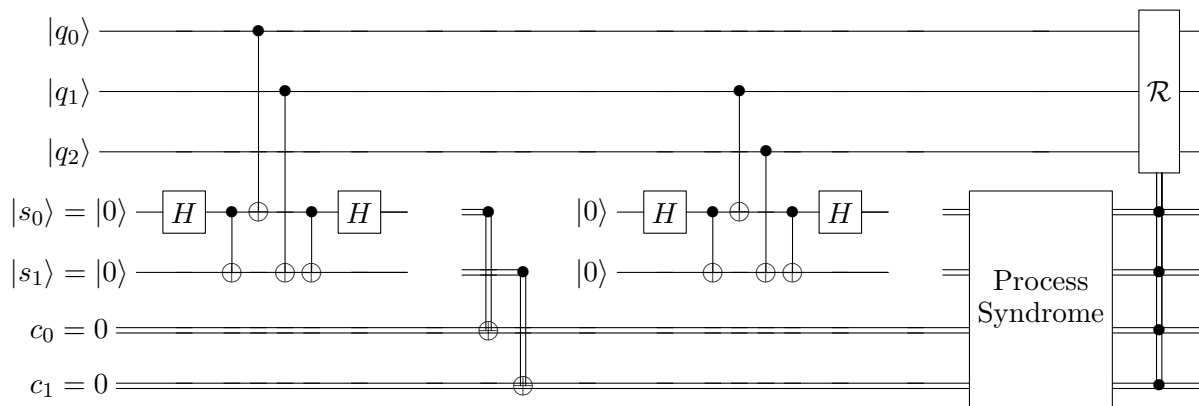 |q₀⟩
|q₁⟩
ℛ
|q₂⟩
|s₀⟩ = |0⟩ H H |0⟩ H H
|s₁⟩ = |0⟩ |0⟩
Process
Syndrome
c₀ = 0
c₁ = 0